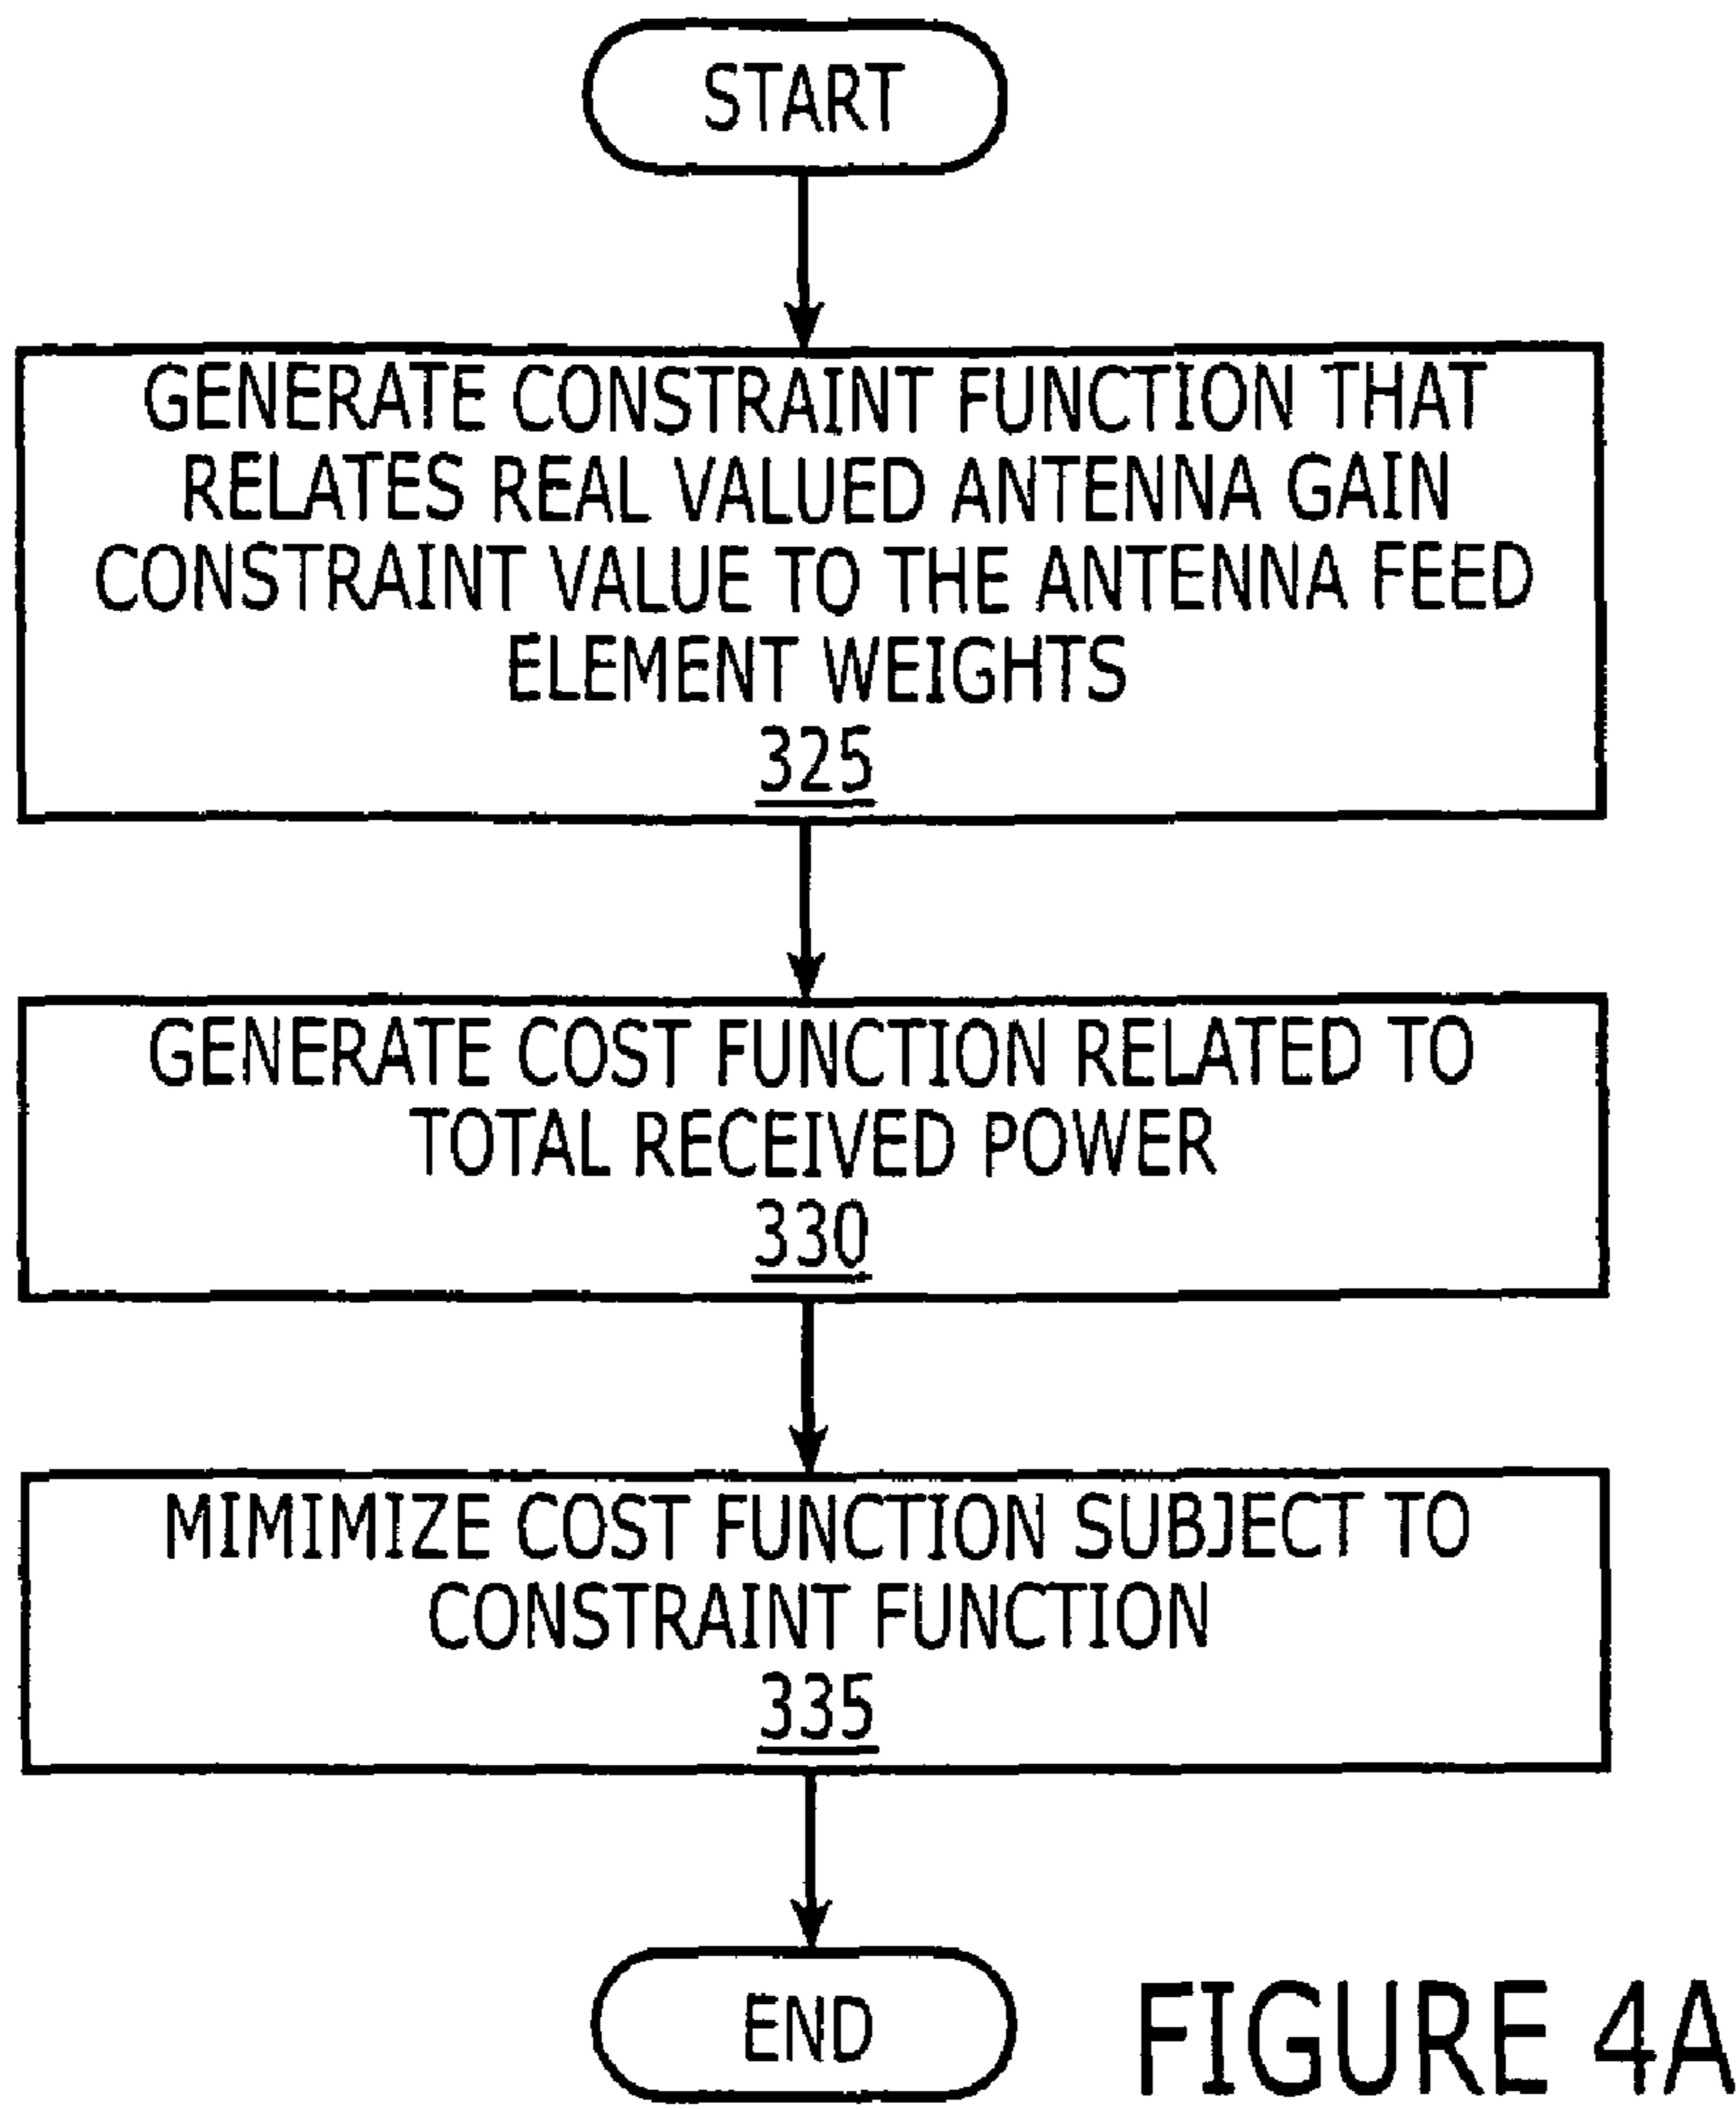 START
GENERATE CONSTRAINT FUNCTION THAT
RELATES REAL VALUED ANTENNA GAIN
CONSTRAINT VALUE TO THE ANTENNA FEED
ELEMENT WEIGHTS
325
GENERATE COST FUNCTION RELATED TO
TOTAL RECEIVED POWER
330
MIMIMIZE COST FUNCTION SUBJECT TO
CONSTRAINT FUNCTION
335
END
FIGURE 4A